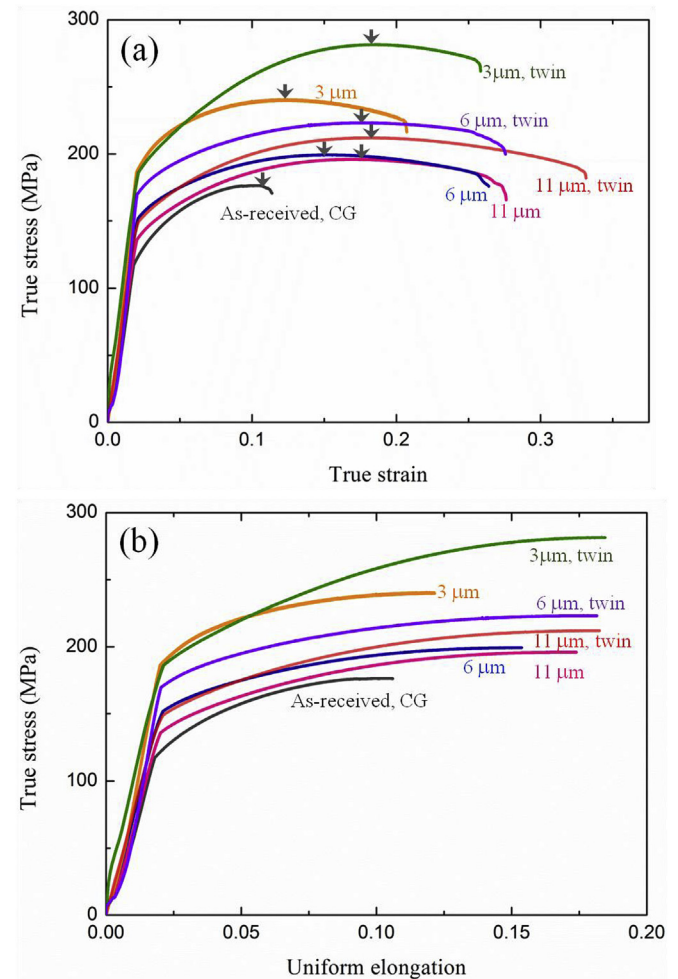 (a)
300
200
100
0
True stress (MPa)
3μm, twin
3 μm
6 μm, twin
11 μm, twin
6 μm
11 μm
As-received, CG
0.0
0.1
0.2
0.3
True strain
(b)
300
200
100
0
True stress (MPa)
3μm, twin
3 μm
6 μm, twin
11 μm, twin
6 μm
11 μm
As-received, CG
0.00
0.05
0.10
0.15
0.20
Uniform elongation